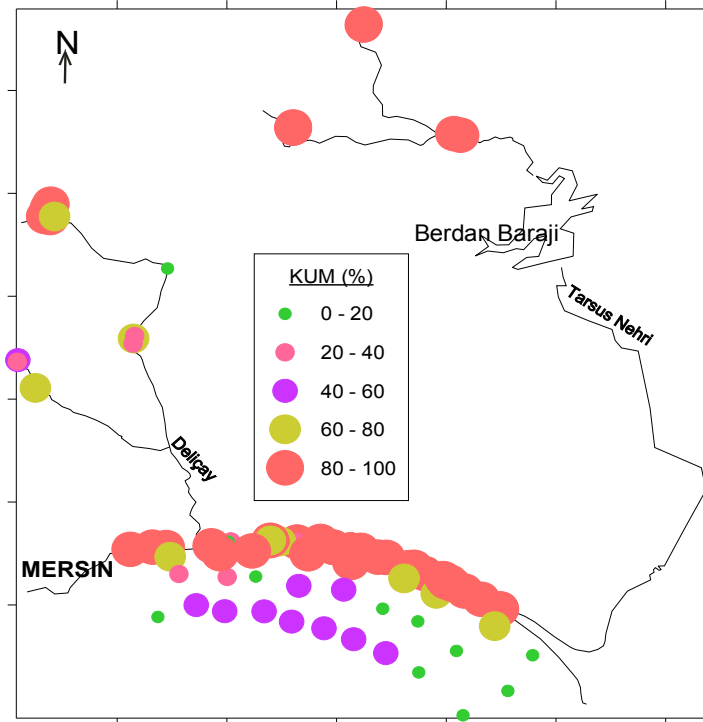 N
Berdan Baraji
KUM (%)
0 - 20
20 - 40
40 - 60
60 - 80
80 - 100
Tarsus Nehri
Deliçay
MERSIN